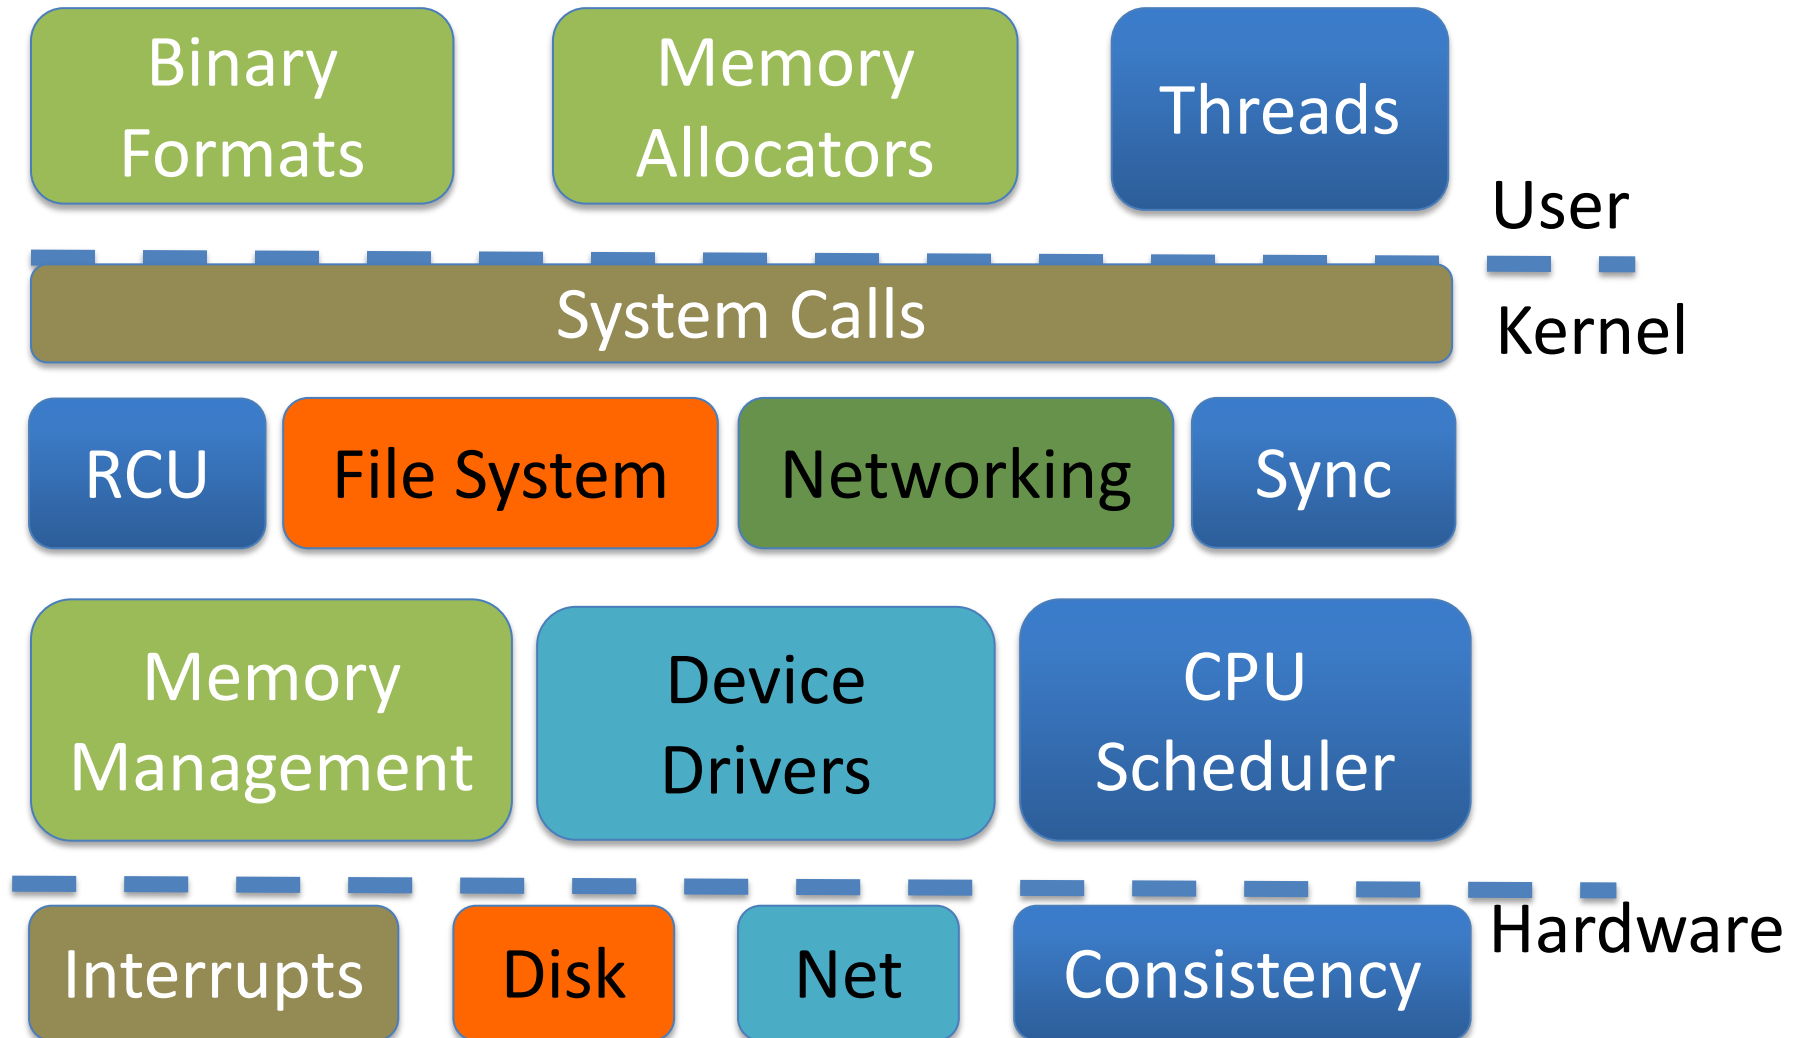 Binary
Formats
Memory
Allocators
Threads
User
System Calls
Kernel
RCU
File System
Networking
Sync
Memory
Management
Device
Drivers
CPU
Scheduler
Hardware
Interrupts
Disk
Net
Consistency